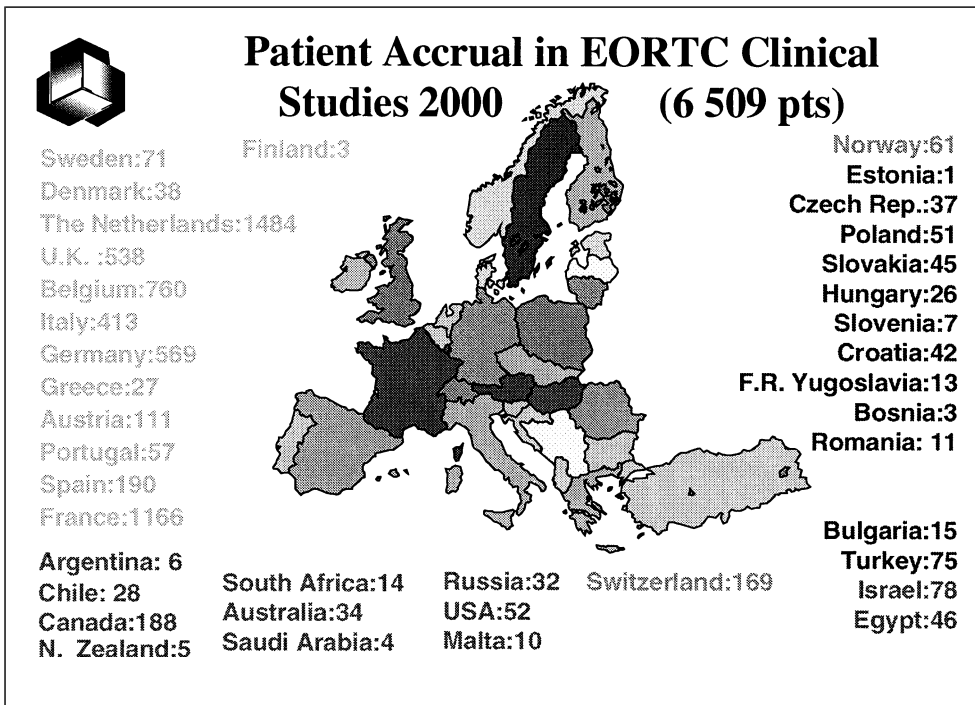 Patient Accrual in EORTC Clinical
Studies 2000 (6 509 pts)
Sweden:71
Finland:3
Denmark:38
The Netherlands:1484
U.K. :538
Belgium:760
Italy:413
Germany:569
Greece:27
Austria:111
Portugal:57
Spain:190
France:1166
Norway:61
Estonia:1
Czech Rep.:37
Poland:51
Slovakia:45
Hungary:26
Slovenia:7
Croatia:42
F.R. Yugoslavia:13
Bosnia:3
Romania: 11
Bulgaria:15
Turkey:75
Israel:78
Egypt:46
Argentina: 6
Chile: 28
Canada:188
N. Zealand:5
South Africa:14
Australia:34
Saudi Arabia:4
Russia:32
USA:52
Malta:10
Switzerland:169